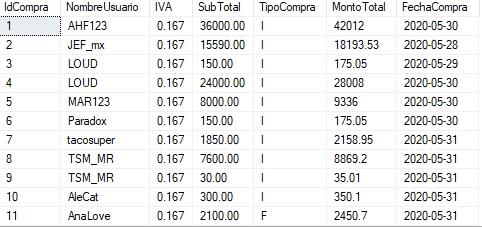 IdCompra NombreUsuario IVA SubTotal TipoCompra MontoTotal FechaCompra
1 AHF123 0.167 36000.00 I 42012 2020-05-30
2 JEF_mx 0.167 15590.00 I 18193.53 2020-05-28
3 LOUD 0.167 150.00 I 175.05 2020-05-29
4 LOUD 0.167 24000.00 I 28008 2020-05-30
5 MAR123 0.167 8000.00 I 9336 2020-05-30
6 Paradox 0.167 150.00 I 175.05 2020-05-30
7 tacosuper 0.167 1850.00 I 2158.95 2020-05-31
8 TSM_MR 0.167 7600.00 I 8869.2 2020-05-31
9 TSM_MR 0.167 30.00 I 35.01 2020-05-31
10 AleCat 0.167 300.00 I 350.1 2020-05-31
11 AnaLove 0.167 2100.00 F 2450.7 2020-05-31